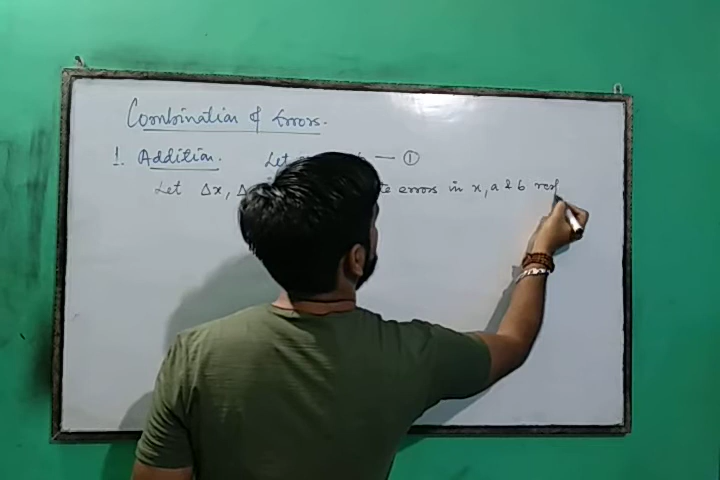 Combination of Errors.
1. Addition. Let — ①
Let Δx, Δ errors in x, a & b resp